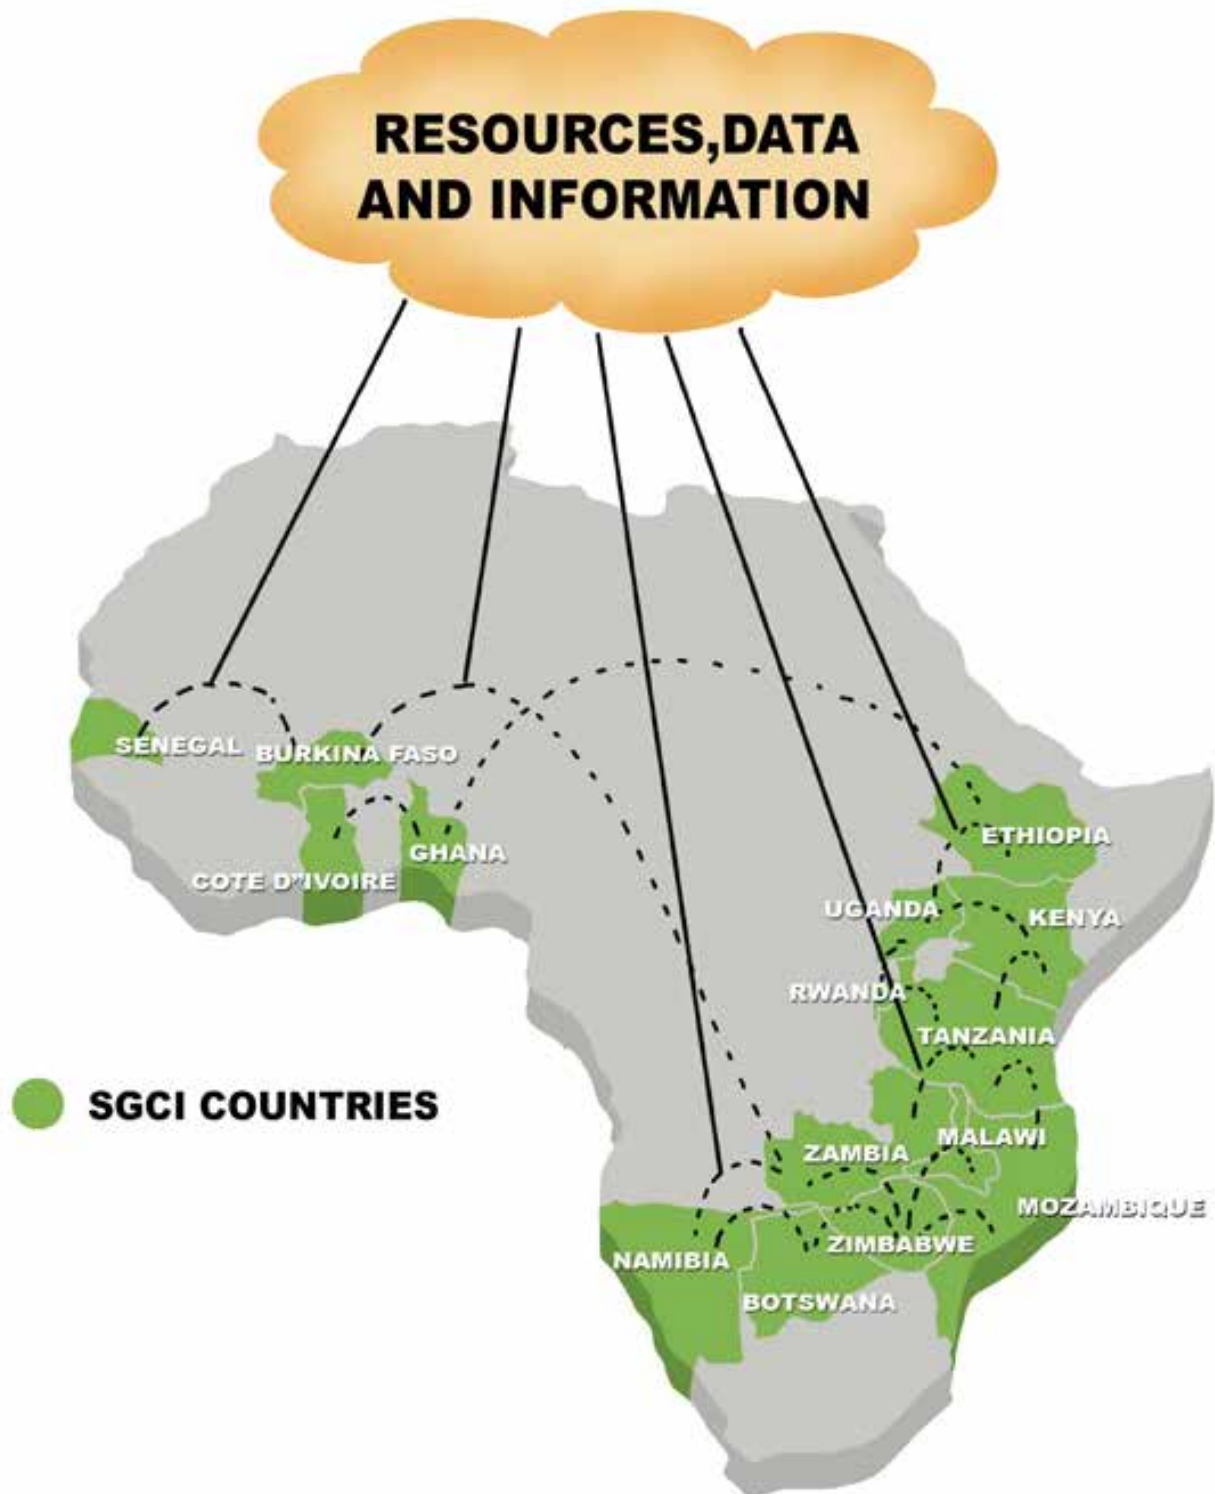 RESOURCES,DATA
AND INFORMATION
SENEGAL
BURKINA FASO
GHANA
COTE D"IVOIRE
ETHIOPIA
UGANDA
KENYA
RWANDA
TANZANIA
SGCI COUNTRIES
MALAWI
ZAMBIA
MOZAMBIQUE
ZIMBABWE
NAMIBIA
BOTSWANA